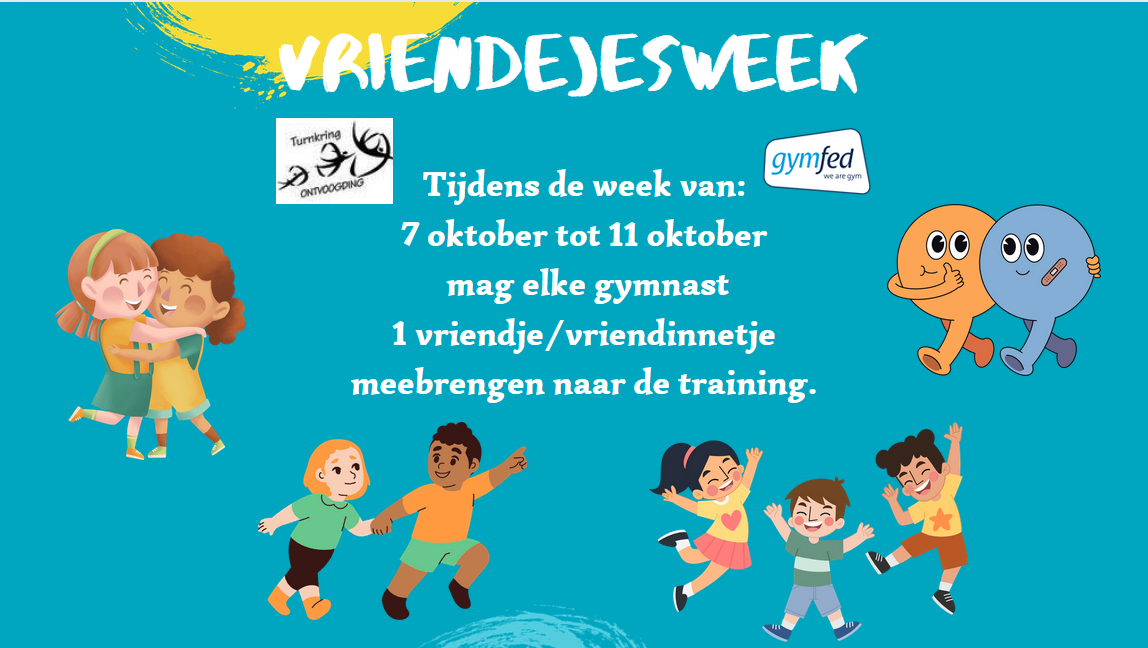 VRIENDEJESWEEK
Turnkring
ONTVOOGDING
gymfed
we are gym
Tijdens de week van:
7 oktober tot 11 oktober
mag elke gymnast
1 vriendje/vriendinnetje
meebrengen naar de training.